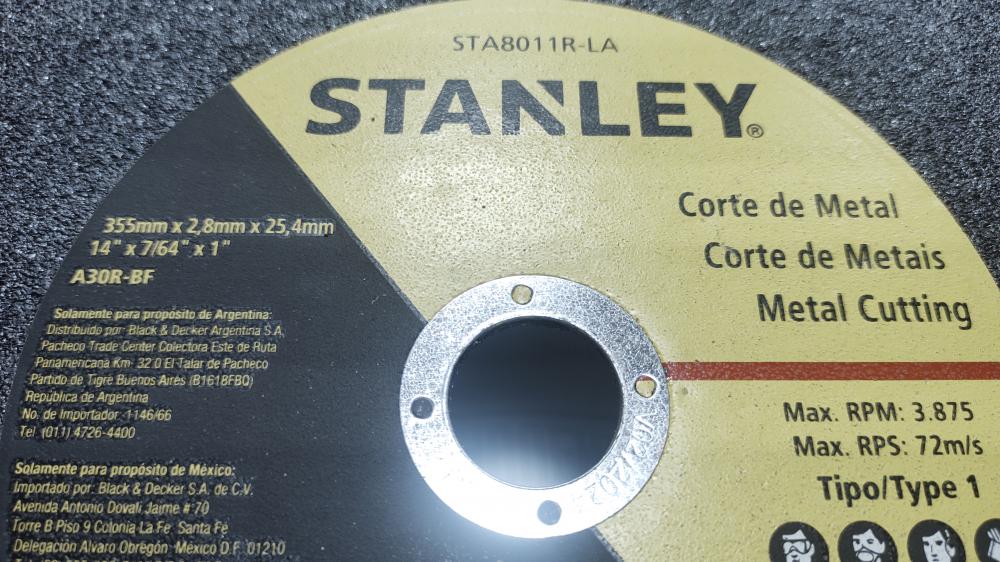 STA8011R-LA
STANLEY®
355mm x 2,8mm x 25,4mm
14" x 7/64" x 1"
A30R-BF
Corte de Metal
Corte de Metais
Metal Cutting
Solamente para propósito de Argentina:
Distribuido por: Black & Decker Argentina S.A.
Pacheco Trade Center Colectora Este de Ruta
Panamericana Km. 32.0 El Talar de Pacheco
Partido de Tigre Buenos Aires (B1618FBQ)
República de Argentina
No. de Importador: 1146/66
Tel. (011) 4726-4400
Max. RPM: 3.875
Max. RPS: 72m/s
Tipo/Type 1
Solamente para propósito de México:
Importado por: Black & Decker S.A. de C.V.
Avenida Antonio Dovali Jaime #70
Torre B Piso 9 Colonia La Fe, Santa Fé
Delegación Alvaro Obregón México D.F. 01210